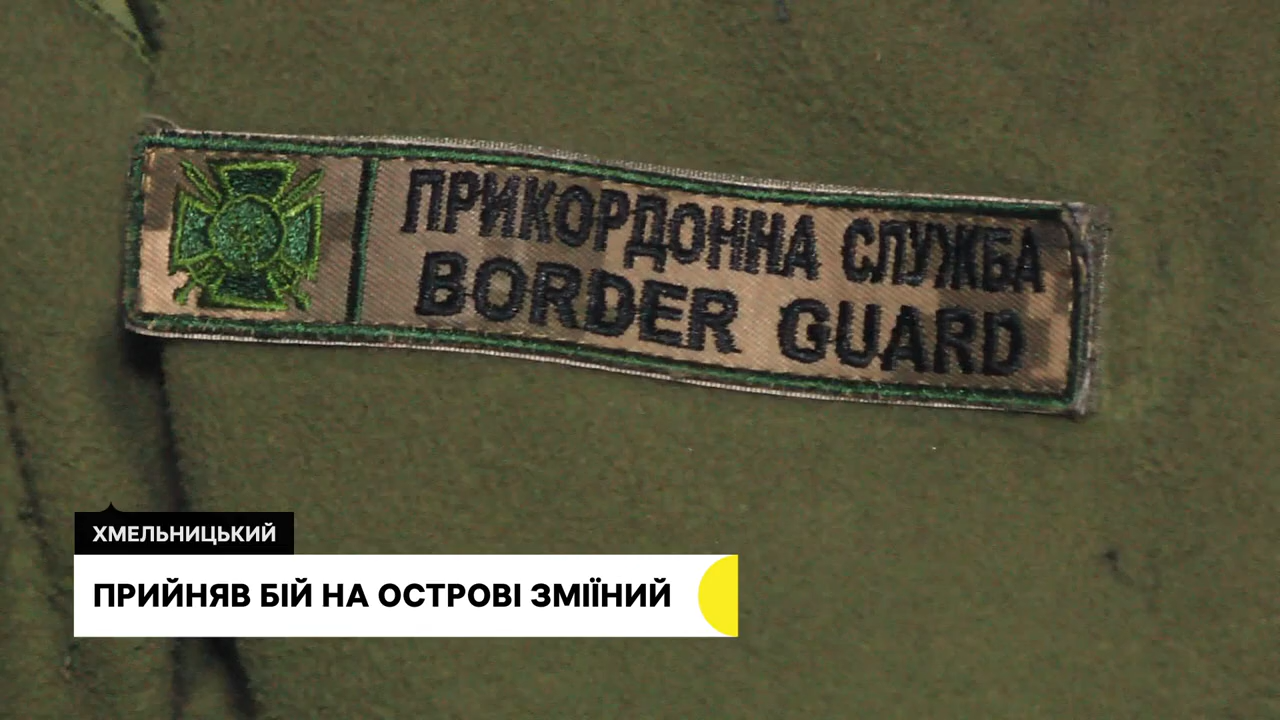 ПРИКОРДОННА СЛУЖБА
BORDER GUARD
ХМЕЛЬНИЦЬКИЙ
ПРИЙНЯВ БІЙ НА ОСТРОВІ ЗМІЇНИЙ